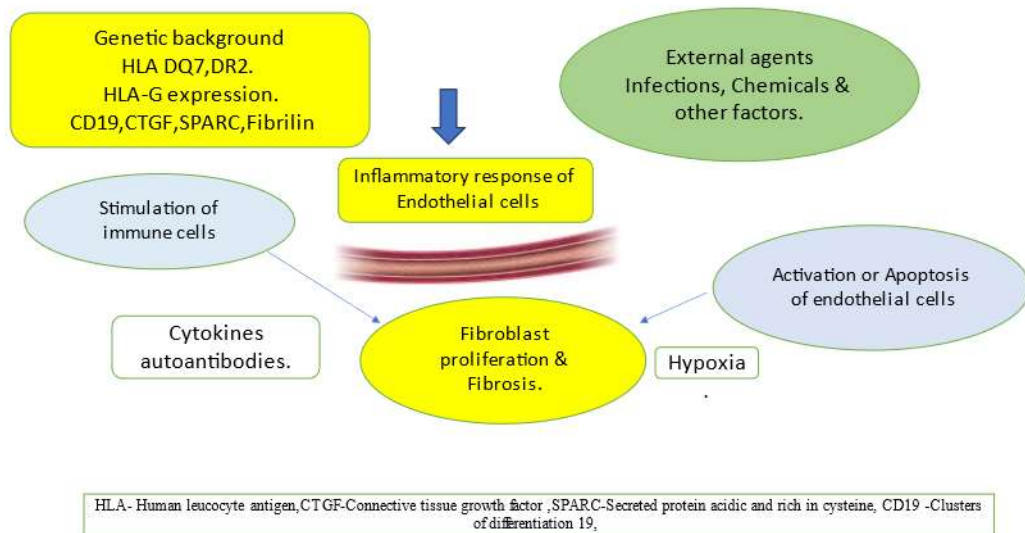 Genetic background
HLA DQ7,DR2.
HLA-G expression.
CD19,CTGF,SPARC,Fibrilin
External agents
Infections, Chemicals &
other factors.
Inflammatory response of
Endothelial cells
Stimulation of
immune cells
Activation or Apoptosis
of endothelial cells
Cytokines
autoantibodies.
Fibroblast
proliferation &
Fibrosis.
Hypoxia
.
HLA- Human leucocyte antigen,CTGF-Connective tissue growth factor ,SPARC-Secreted protein acidic and rich in cysteine, CD19 -Clusters
of differentiation 19,